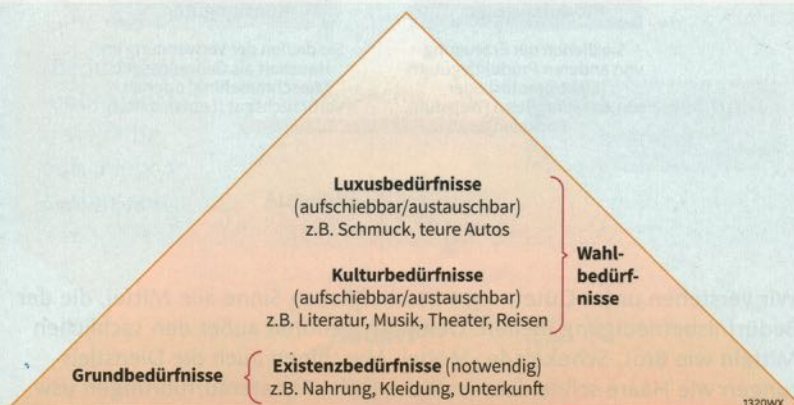 Luxusbedürfnisse
(aufschiebbar/austauschbar)
z.B. Schmuck, teure Autos
Kulturbedürfnisse
(aufschiebbar/austauschbar)
z.B. Literatur, Musik, Theater, Reisen
Wahl-
bedürf-
nisse
Grundbedürfnisse
Existenzbedürfnisse (notwendig)
z.B. Nahrung, Kleidung, Unterkunft
1320WX